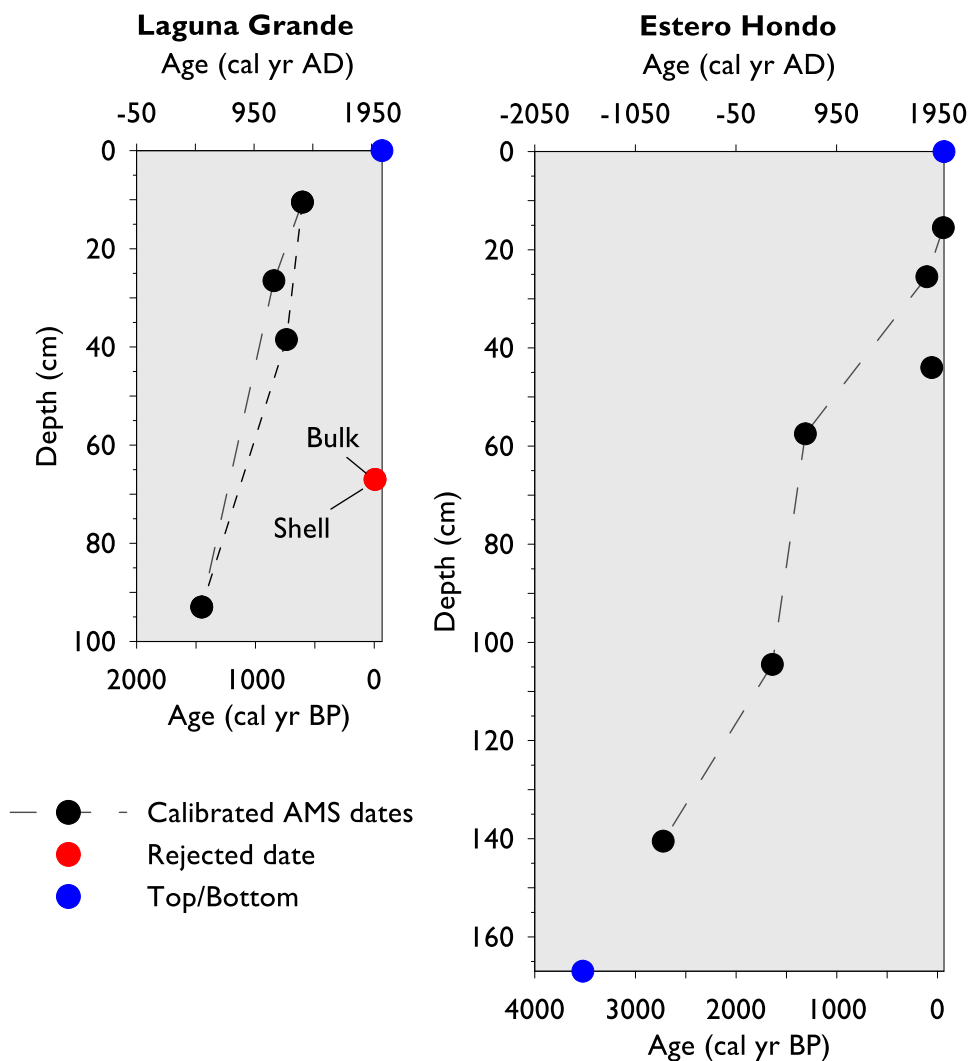 Laguna Grande
Age (cal yr AD)
-50 950 1950
0
20
40
60
80
100
Depth (cm)
Bulk
Shell
2000 1000 0
Age (cal yr BP)
Estero Hondo
Age (cal yr AD)
-2050 -1050 -50 950 1950
0
20
40
60
80
100
120
140
160
Depth (cm)
4000 3000 2000 1000 0
Age (cal yr BP)
Calibrated AMS dates
Rejected date
Top/Bottom